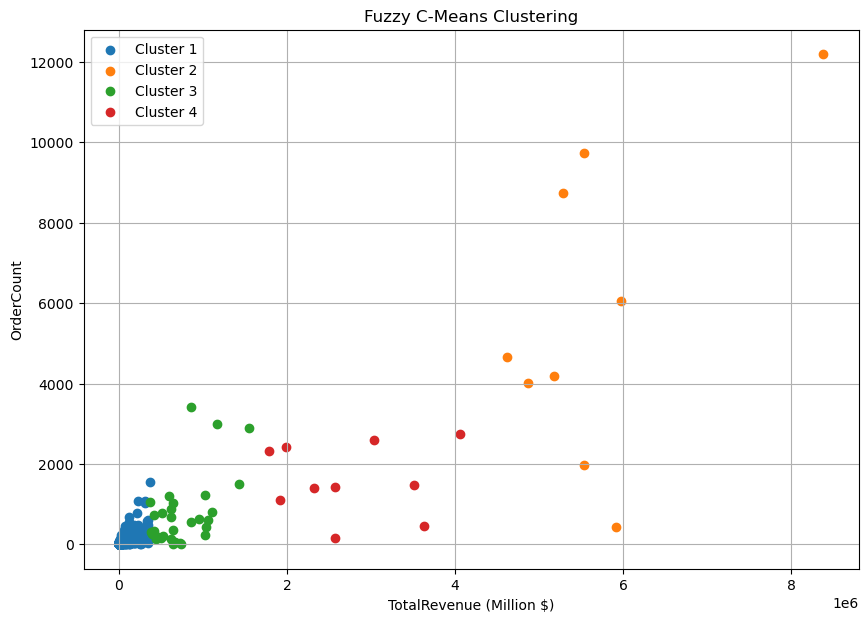 Fuzzy C-Means Clustering
Cluster 1
Cluster 2
Cluster 3
Cluster 4
12000
10000
8000
6000
4000
2000
0
OrderCount
0 2 4 6 8
1e6
TotalRevenue (Million $)